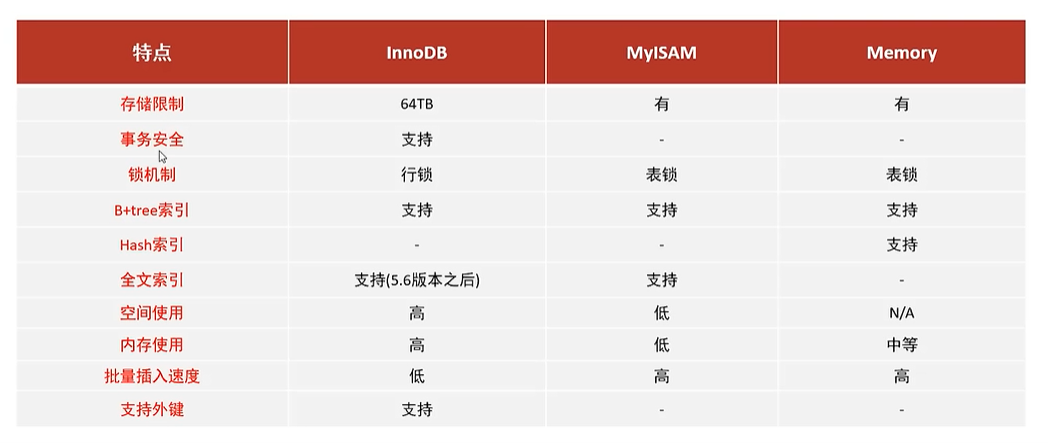 特点 InnoDB MyISAM Memory
存储限制 64TB 有 有
事务安全 支持 - -
锁机制 行锁 表锁 表锁
B+tree索引 支持 支持 支持
Hash索引 - - 支持
全文索引 支持(5.6版本之后) 支持 -
空间使用 高 低 N/A
内存使用 高 低 中等
批量插入速度 低 高 高
支持外键 支持 - -